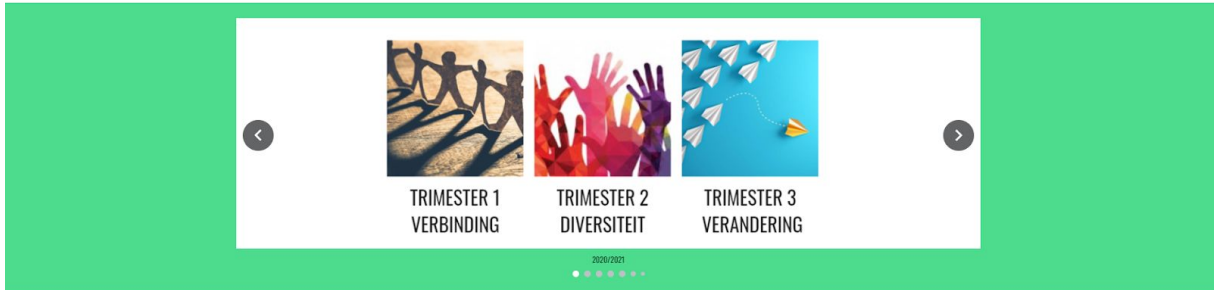 TRIMESTER 1
VERBINDING
TRIMESTER 2
DIVERSITEIT
TRIMESTER 3
VERANDERING
2020/2021